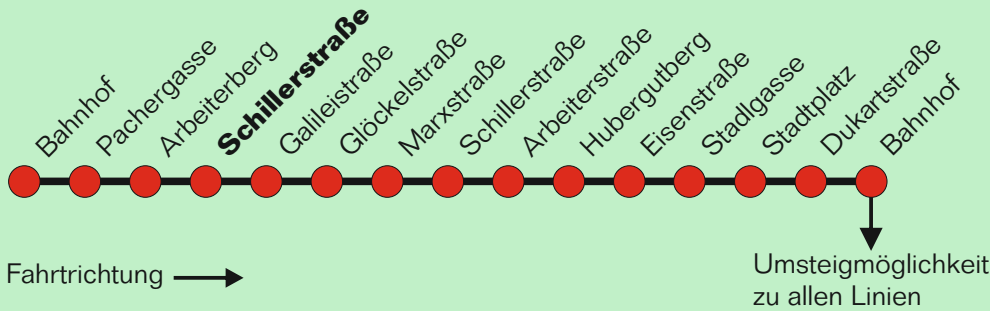 Bahnhof
Pachergasse
Arbeiterberg
Schillerstraße
Galileistraße
Glöckelstraße
Marxstraße
Schillerstraße
Arbeiterstraße
Hubergutberg
Eisenstraße
Stadlgasse
Stadtplatz
Dukartstraße
Bahnhof
Fahrtrichtung
Umsteigmöglichkeit
zu allen Linien